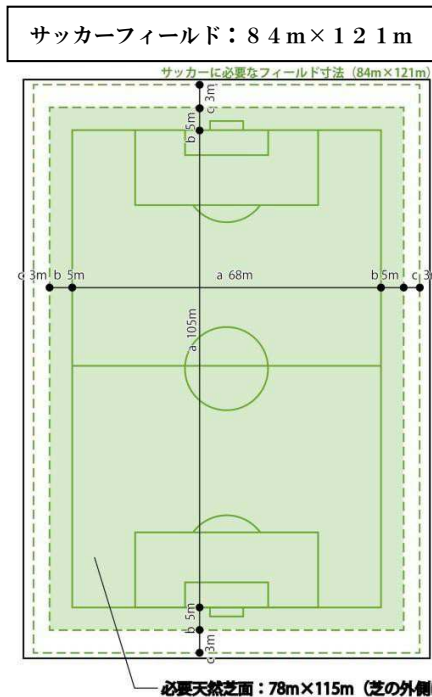 サッカーフィールド：８４ｍ×１２１ｍ
サッカーに必要なフィールド寸法（84m×121m）
c 3m
b 5m
c 3m b 5m
a 68m
b 5m c 3m
a 105m
b 5m
c 3m
必要天然芝面：78m×115m（芝の外側